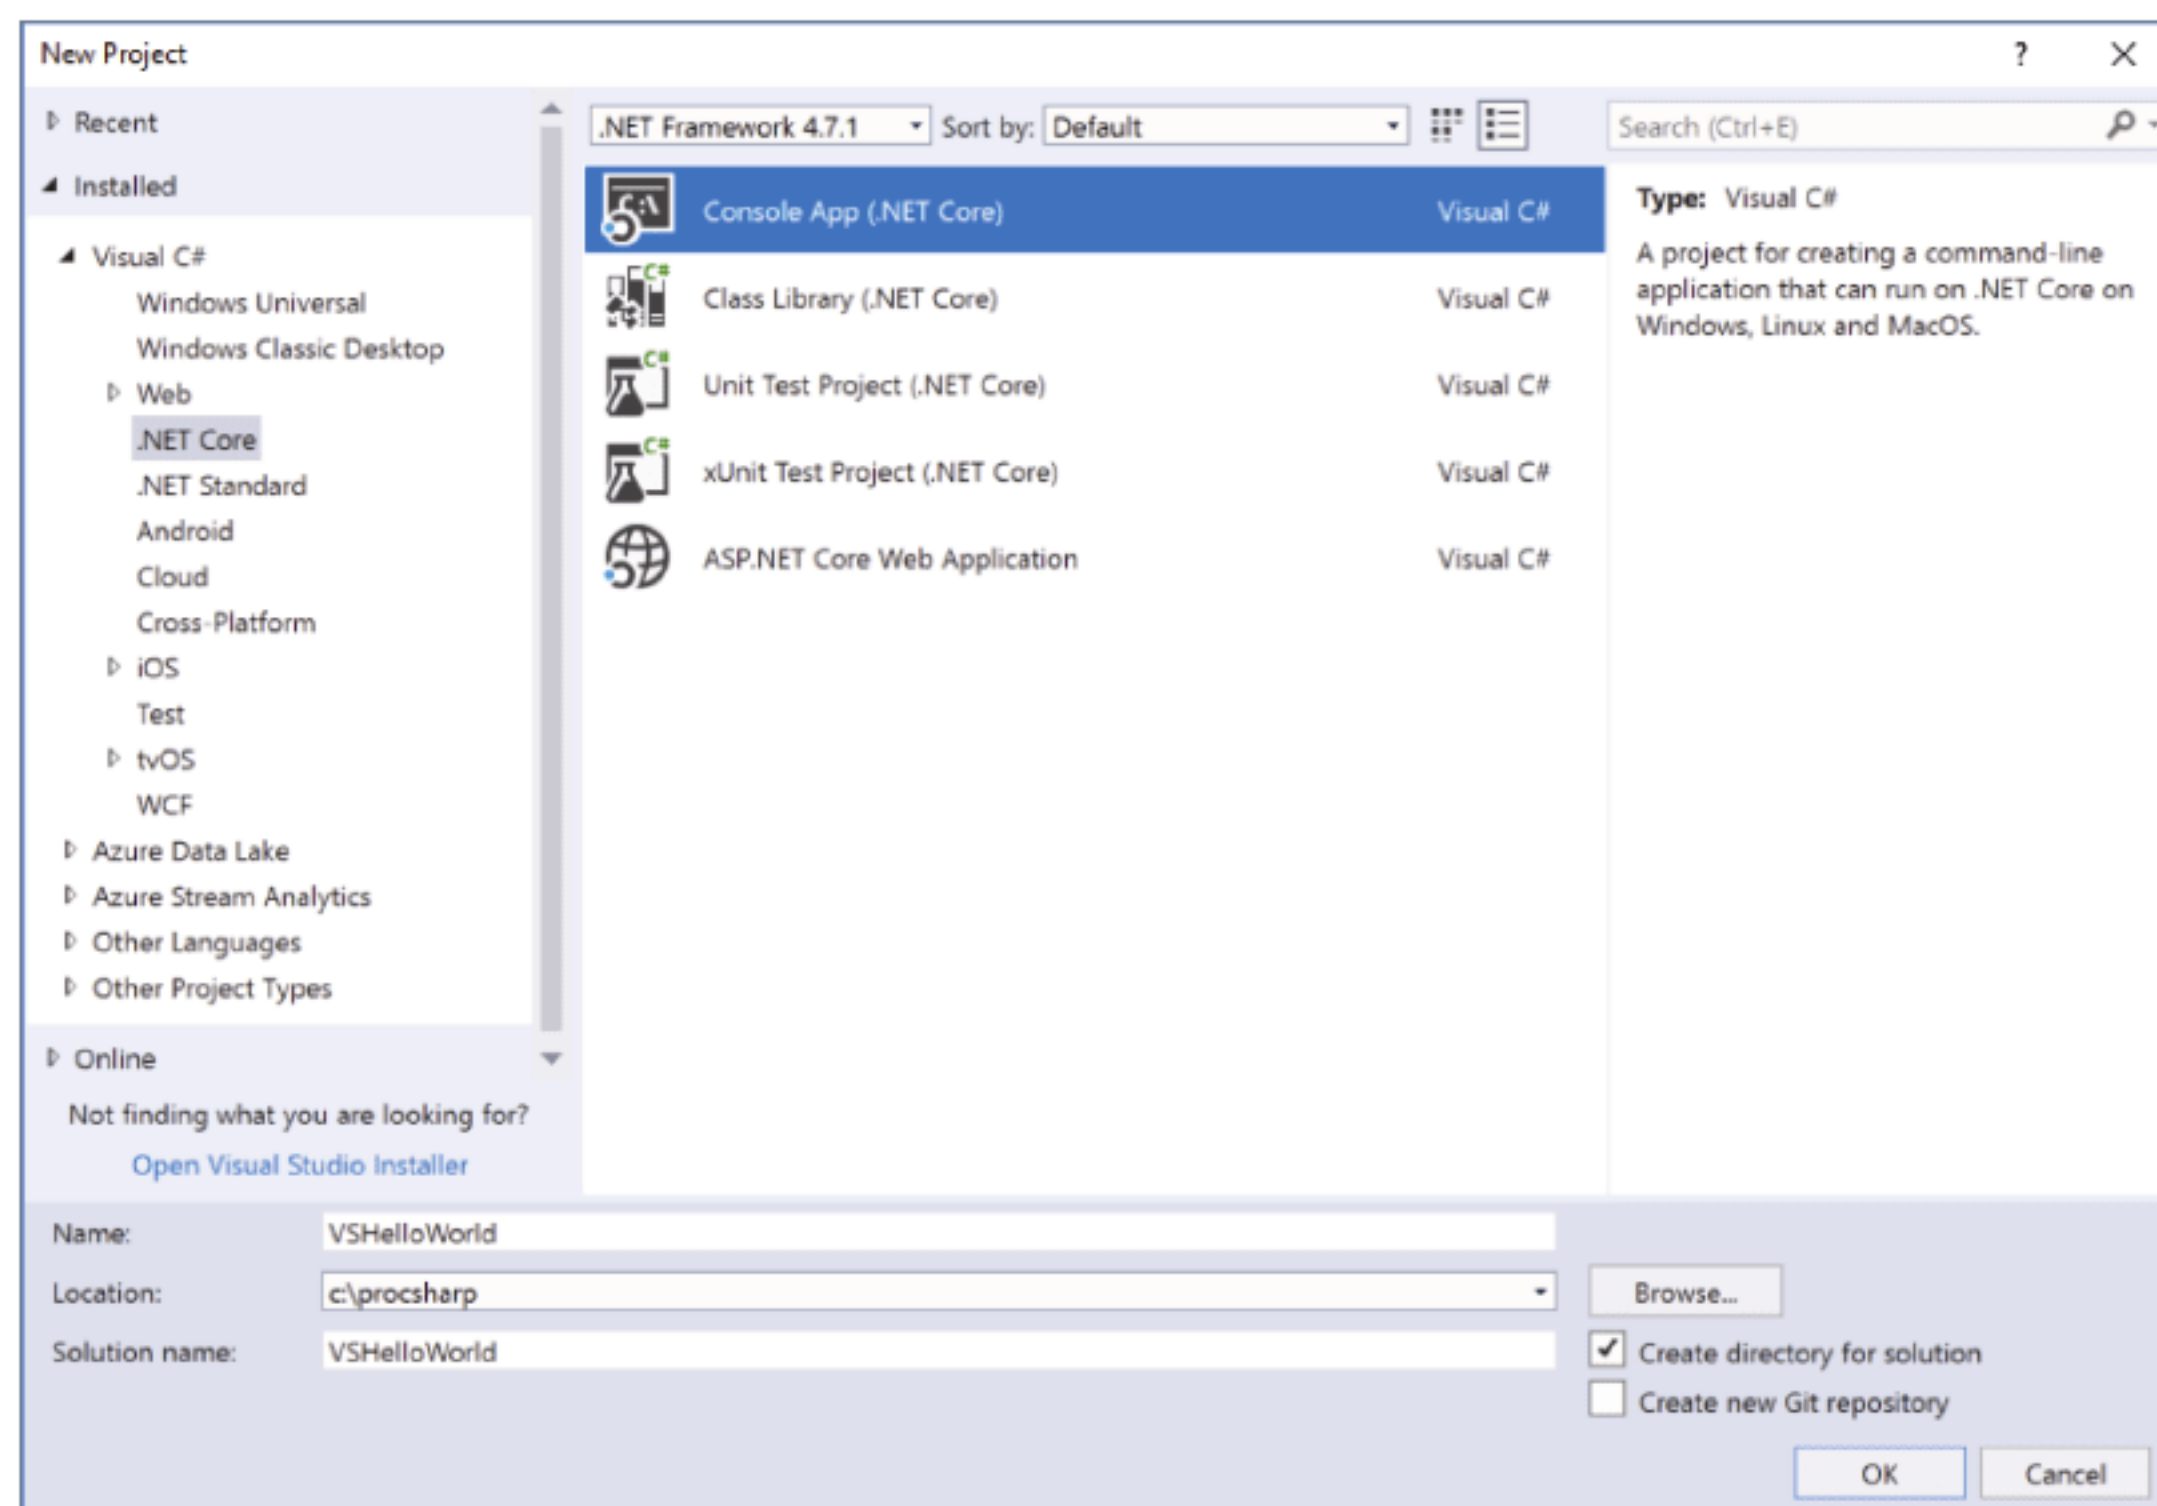 New Project
?
Recent
Installed
Visual C#
Windows Universal
Windows Classic Desktop
Web
.NET Core
.NET Standard
Android
Cloud
Cross-Platform
iOS
Test
tvOS
WCF
Azure Data Lake
Azure Stream Analytics
Other Languages
Other Project Types
Online
Not finding what you are looking for?
Open Visual Studio Installer
.NET Framework 4.7.1 Sort by: Default
Search (Ctrl+E)
C:\ Console App (.NET Core) Visual C#
C# Class Library (.NET Core) Visual C#
C# Unit Test Project (.NET Core) Visual C#
C# xUnit Test Project (.NET Core) Visual C#
ASP.NET Core Web Application Visual C#
Type: Visual C#
A project for creating a command-line
application that can run on .NET Core on
Windows, Linux and MacOS.
Name: VSHelloWorld
Location: c:\procsharp
Browse...
Solution name: VSHelloWorld
Create directory for solution
Create new Git repository
OK Cancel